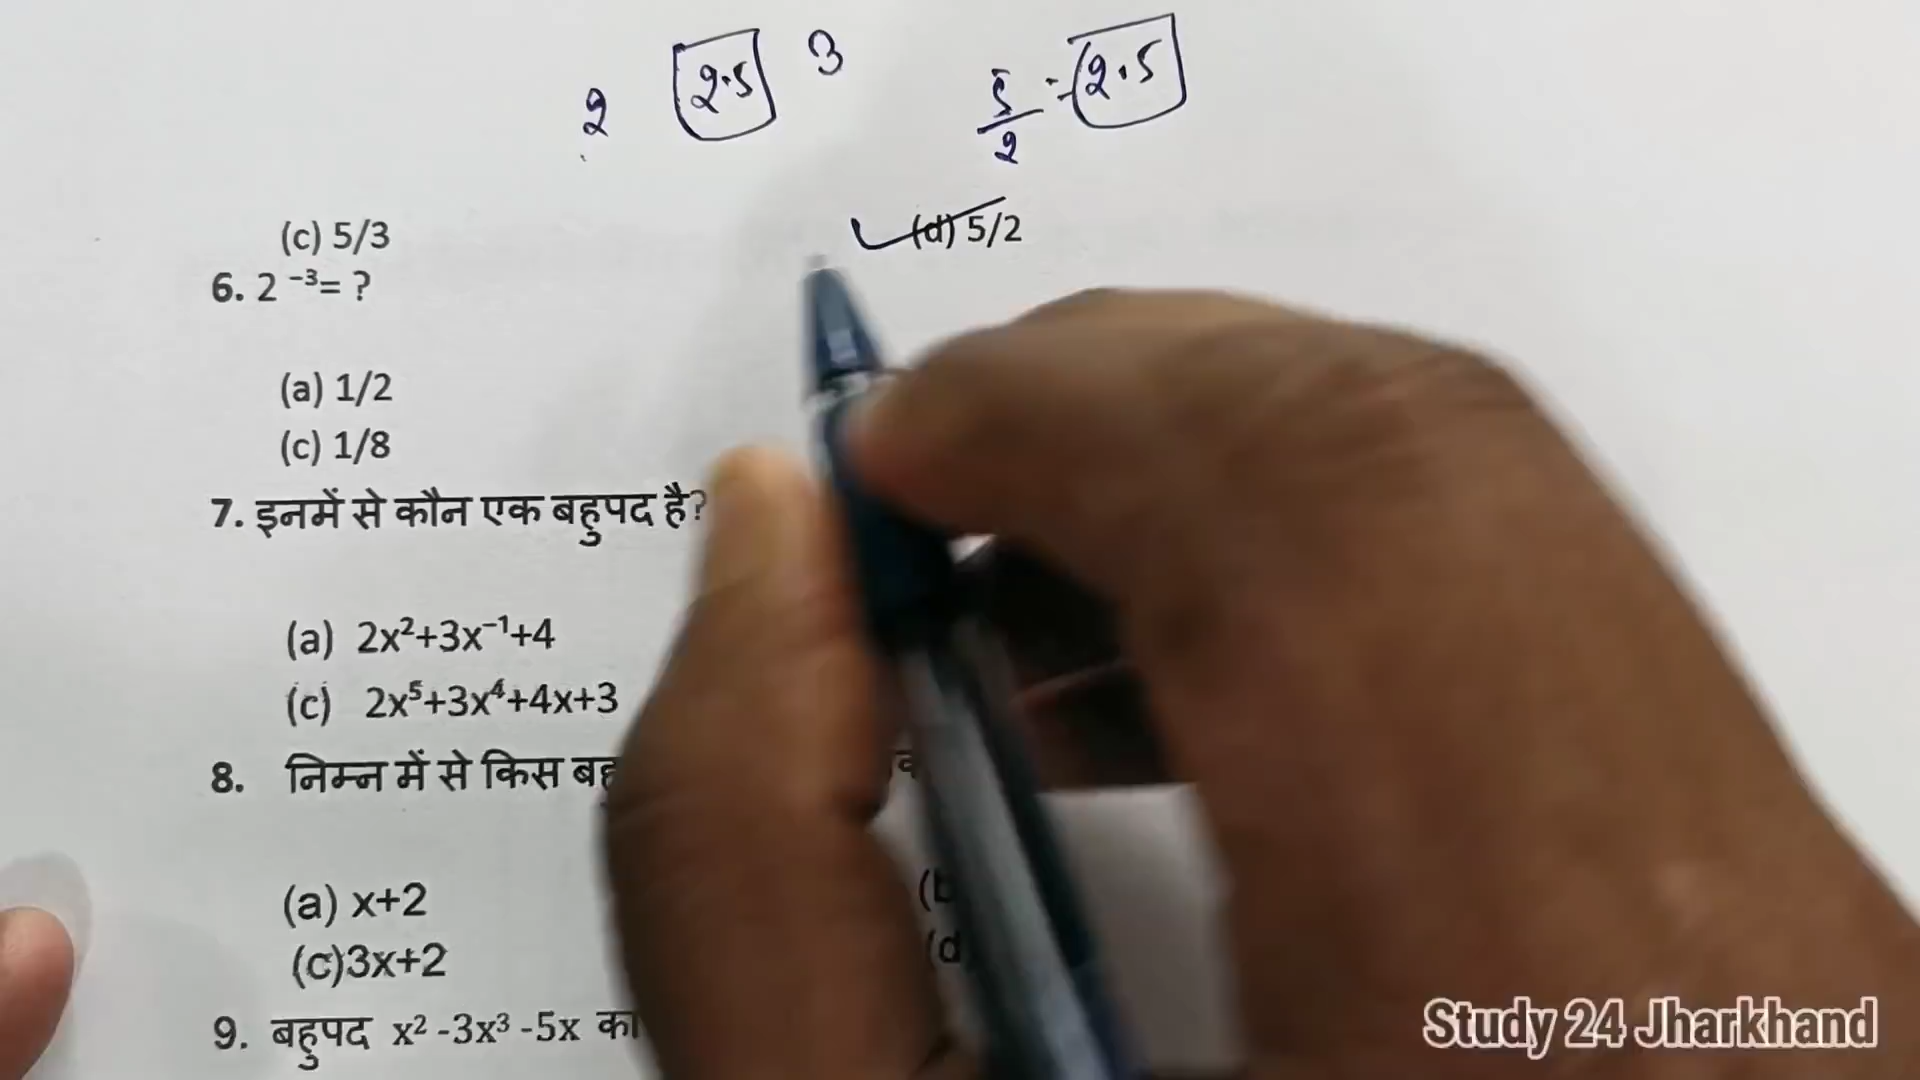 2 2.5 3 5/2 = 2.5
(c) 5/3 (d) 5/2
6. 2 ⁻³= ?
(a) 1/2
(c) 1/8
7. इनमें से कौन एक बहुपद है?
(a) 2x²+3x⁻¹+4
(c) 2x⁵+3x⁴+4x+3
8. निम्न में से किस
(a) x+2 (b
(c)3x+2 (d
9. बहुपद x² -3x³ -5x का
Study 24 Jharkhand